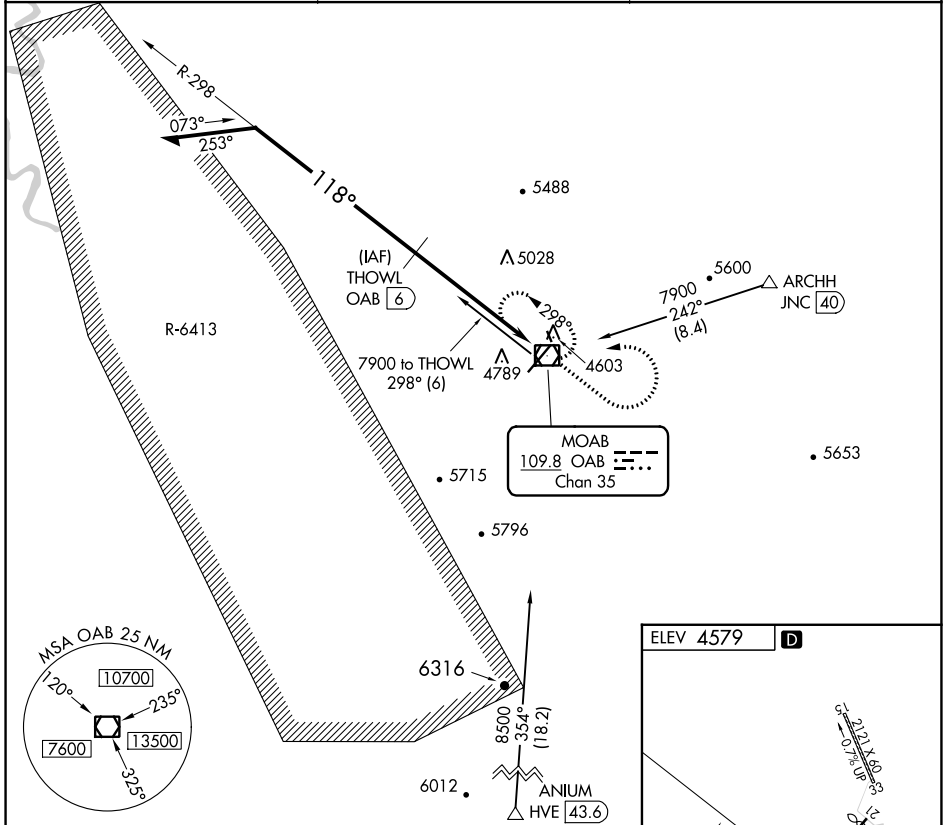 R-298
073°
253°
118°
5488
(IAF)
THOWL
OAB 6
5028
5600
ARCHH
JNC 40
7900
242°
(8.4)
R-6413
298°
7900 to THOWL
298° (6)
4789
4603
MOAB
109.8 OAB
Chan 35
5653
5715
5796
MSA OAB 25 NM
120°
10700
235°
7600
13500
325°
6316
8500
354°
(18.2)
6012
ANIUM
HVE 43.6
ELEV 4579 D
15
2121 X 60
0.7% UP
33
21